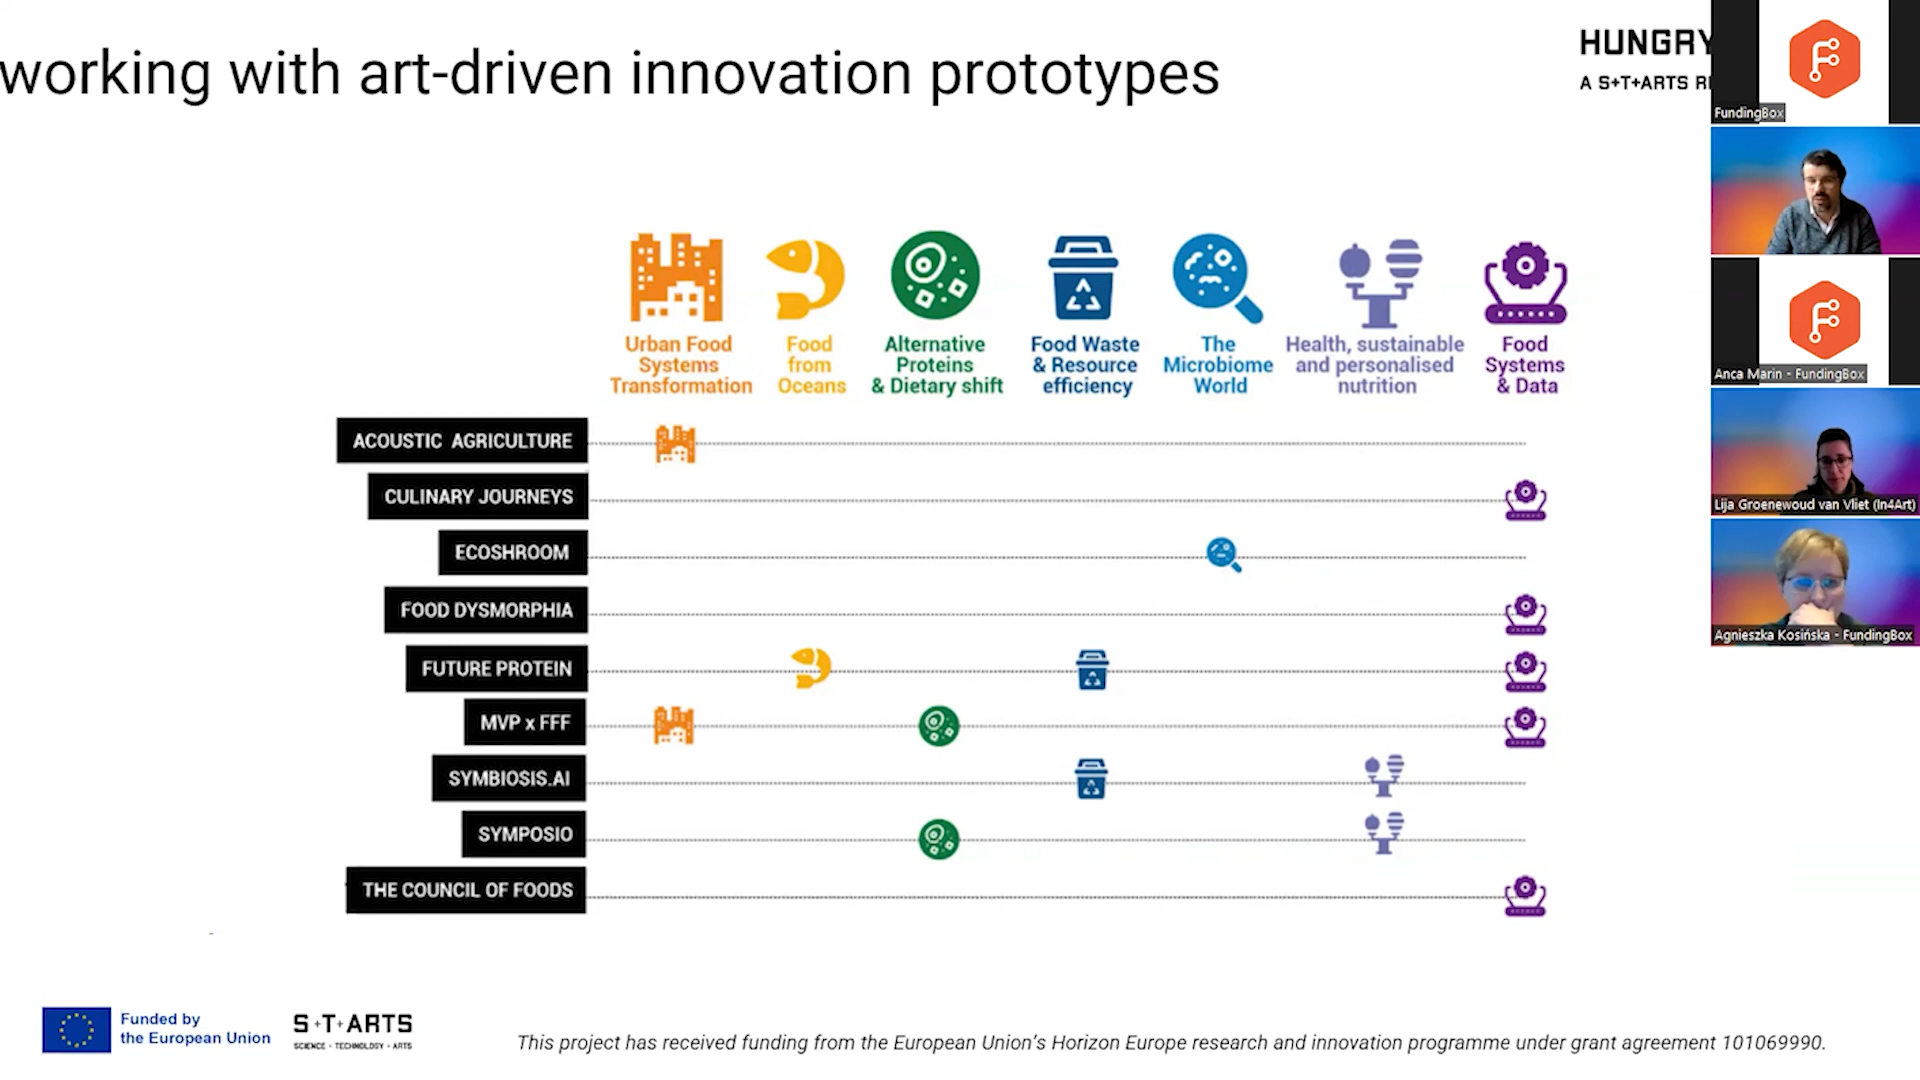 working with art-driven innovation prototypes
HUNGRY
A S+T+ARTS
FundingBox
Urban Food
Systems
Transformation
Food
from
Oceans
Alternative
Proteins
& Dietary shift
Food Waste
& Resource
efficiency
The
Microbiome
World
Health, sustainable
and personalised
nutrition
Food
Systems
& Data
Anca Marin - FundingBox
ACOUSTIC AGRICULTURE
CULINARY JOURNEYS
Lija Groenewoud van Vliet (In4Art)
ECOSHROOM
FOOD DYSMORPHIA
Agnieszka Kosińska - FundingBox
FUTURE PROTEIN
MVP x FFF
SYMBIOSIS.AI
SYMPOSIO
THE COUNCIL OF FOODS
Funded by
the European Union
S+T+ARTS
SCIENCE + TECHNOLOGY + ARTS
This project has received funding from the European Union's Horizon Europe research and innovation programme under grant agreement 101069990.